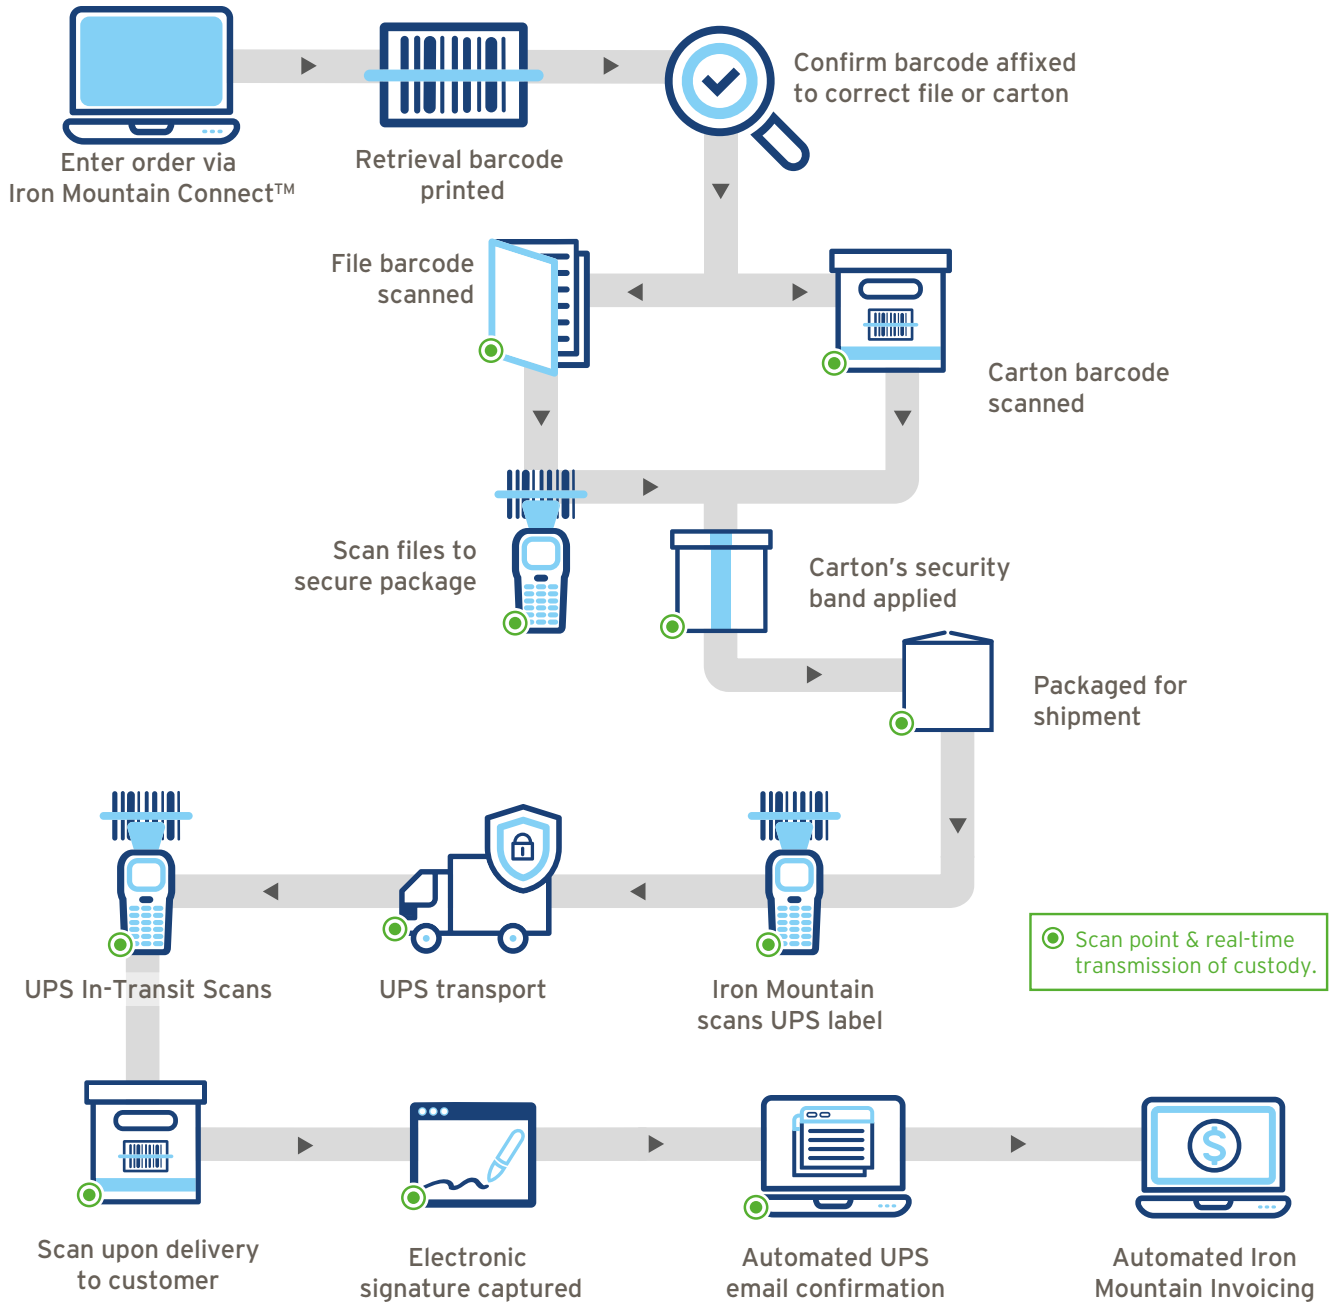 Enter order via
Iron Mountain Connect™
Retrieval barcode
printed
Confirm barcode affixed
to correct file or carton
File barcode
scanned
Carton barcode
scanned
Scan files to
secure package
Carton's security
band applied
Packaged for
shipment
UPS In-Transit Scans
UPS transport
Iron Mountain
scans UPS label
Scan point & real-time
transmission of custody.
Scan upon delivery
to customer
Electronic
signature captured
Automated UPS
email confirmation
$
Automated Iron
Mountain Invoicing